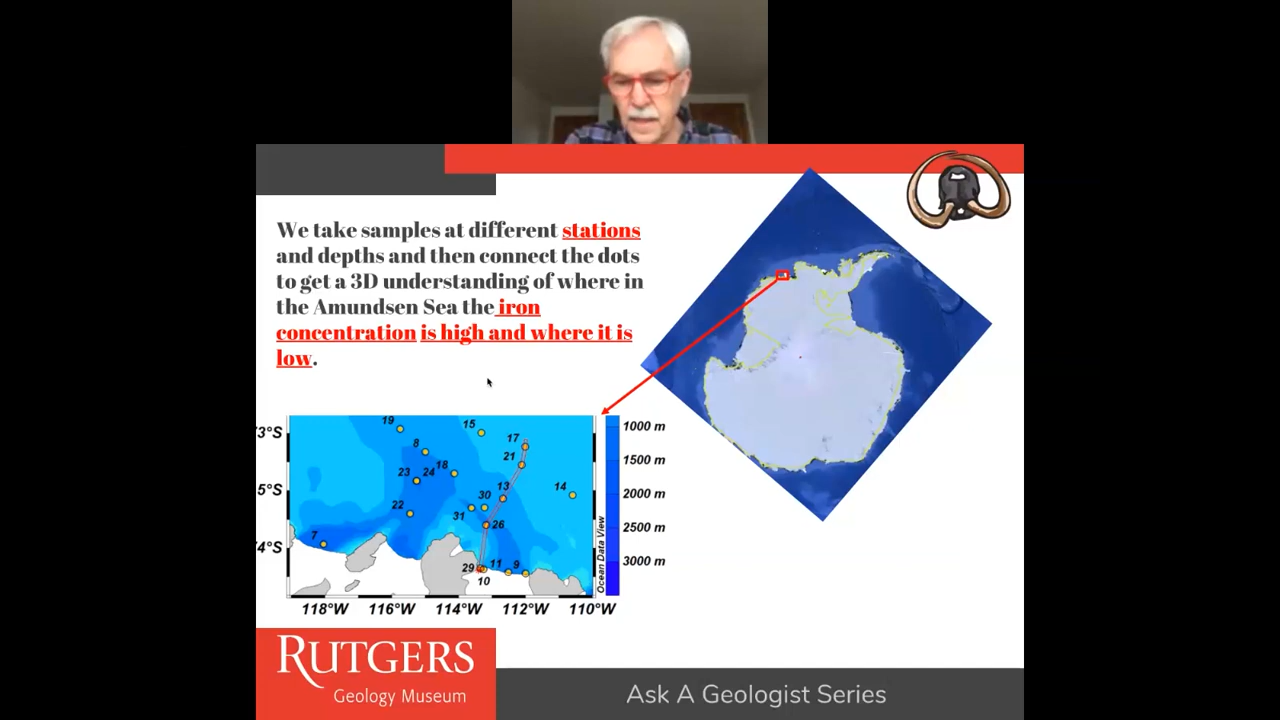 We take samples at different stations
and depths and then connect the dots
to get a 3D understanding of where in
the Amundsen Sea the iron
concentration is high and where it is
low.
19
15
17
3°S
8
21
1000 m
23
24
18
1500 m
14
5°S
30
13
2000 m
22
31
26
2500 m
7
4°S
29
11
9
10
3000 m
Ocean Data View
118°W
116°W
114°W
112°W
110°W
RUTGERS
Geology Museum
Ask A Geologist Series